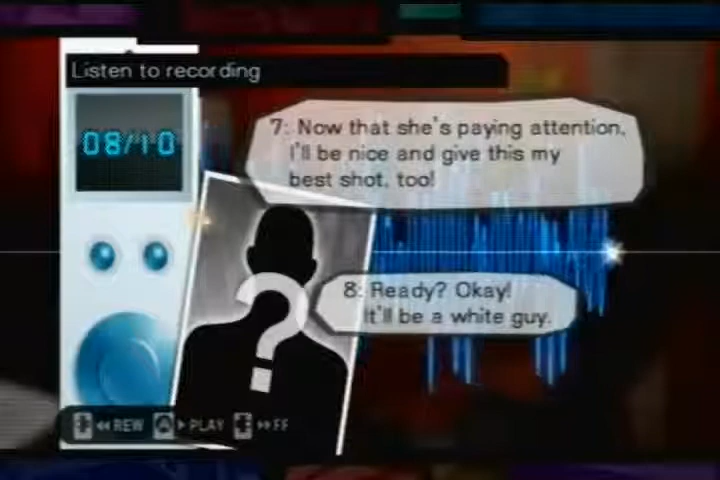 Listen to recording
08/10
7: Now that she's paying attention,
I'll be nice and give this my
best shot, too!
?
8: Ready? Okay!
It'll be a white guy.
◂◂ REW A ▸ PLAY ▸▸ FF